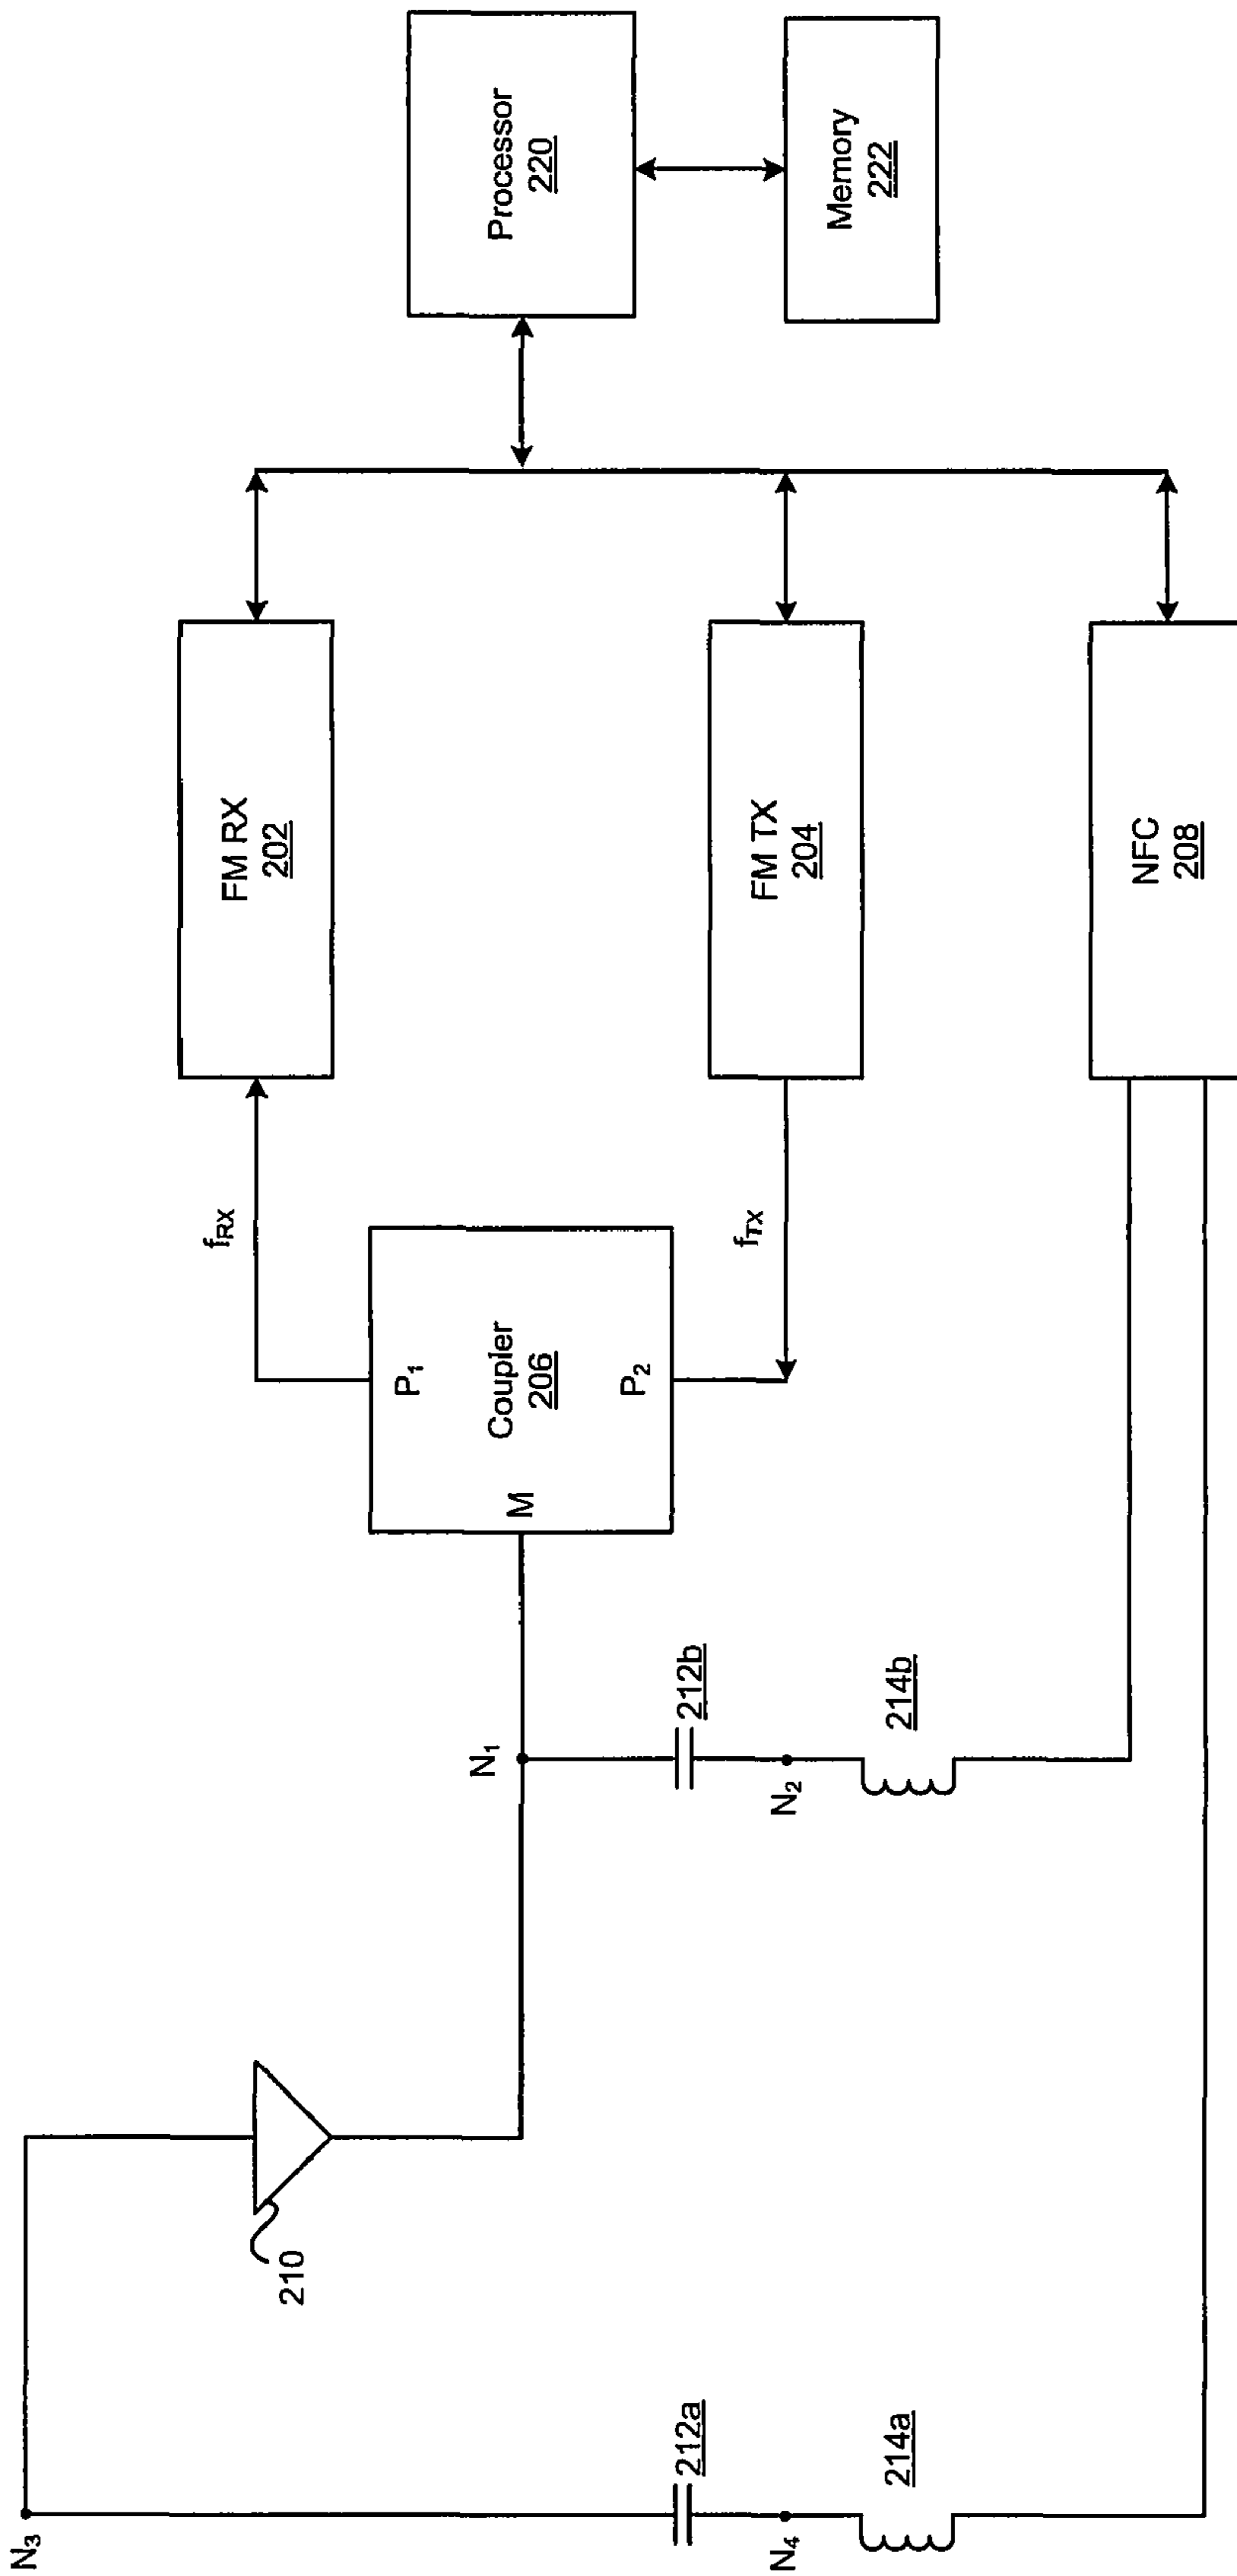 N₃
210
N₁
M
Coupler
206
P₁
P₂
fRX
fTX
FM RX
202
FM TX
204
NFC
208
Processor
220
Memory
222
212a
N₄
214a
212b
N₂
214b